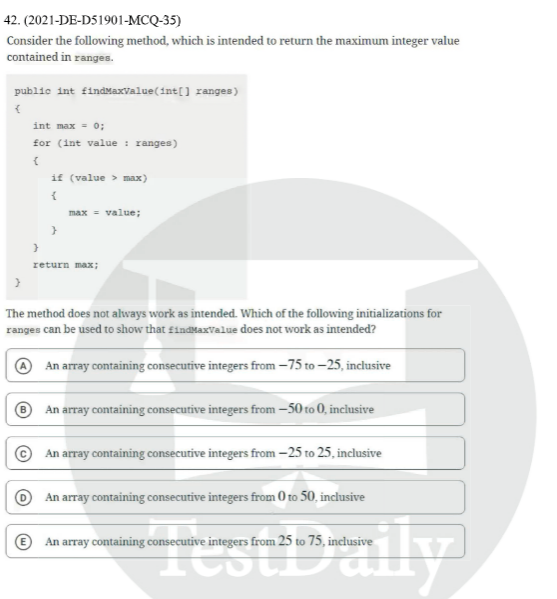 42. (2021-DE-D51901-MCQ-35)
Consider the following method, which is intended to return the maximum integer value
contained in ranges.
public int findMaxValue(int[] ranges)
{
int max = 0;
for (int value : ranges)
{
if (value > max)
{
max = value;
}
}
return max;
}
The method does not always work as intended. Which of the following initializations for
ranges can be used to show that findMaxValue does not work as intended?
A An array containing consecutive integers from −75 to −25, inclusive
B An array containing consecutive integers from −50 to 0, inclusive
C An array containing consecutive integers from −25 to 25, inclusive
D An array containing consecutive integers from 0 to 50, inclusive
E An array containing consecutive integers from 25 to 75, inclusive
TestDaily